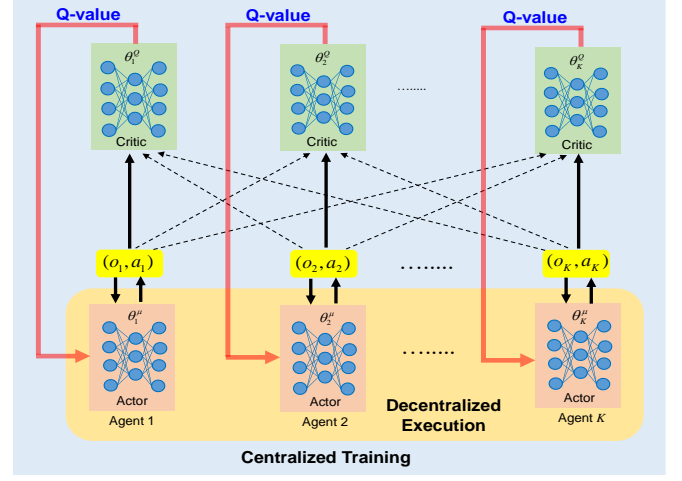 Q-value Q-value Q-value
θ₁^Q θ₂^Q θ_K^Q
........
Critic Critic Critic
(o₁,a₁) (o₂,a₂) ........ (o_K,a_K)
θ₁^μ θ₂^μ θ_K^μ
........
Actor Actor Actor
Agent 1 Agent 2 Agent K
Decentralized
Execution
Centralized Training